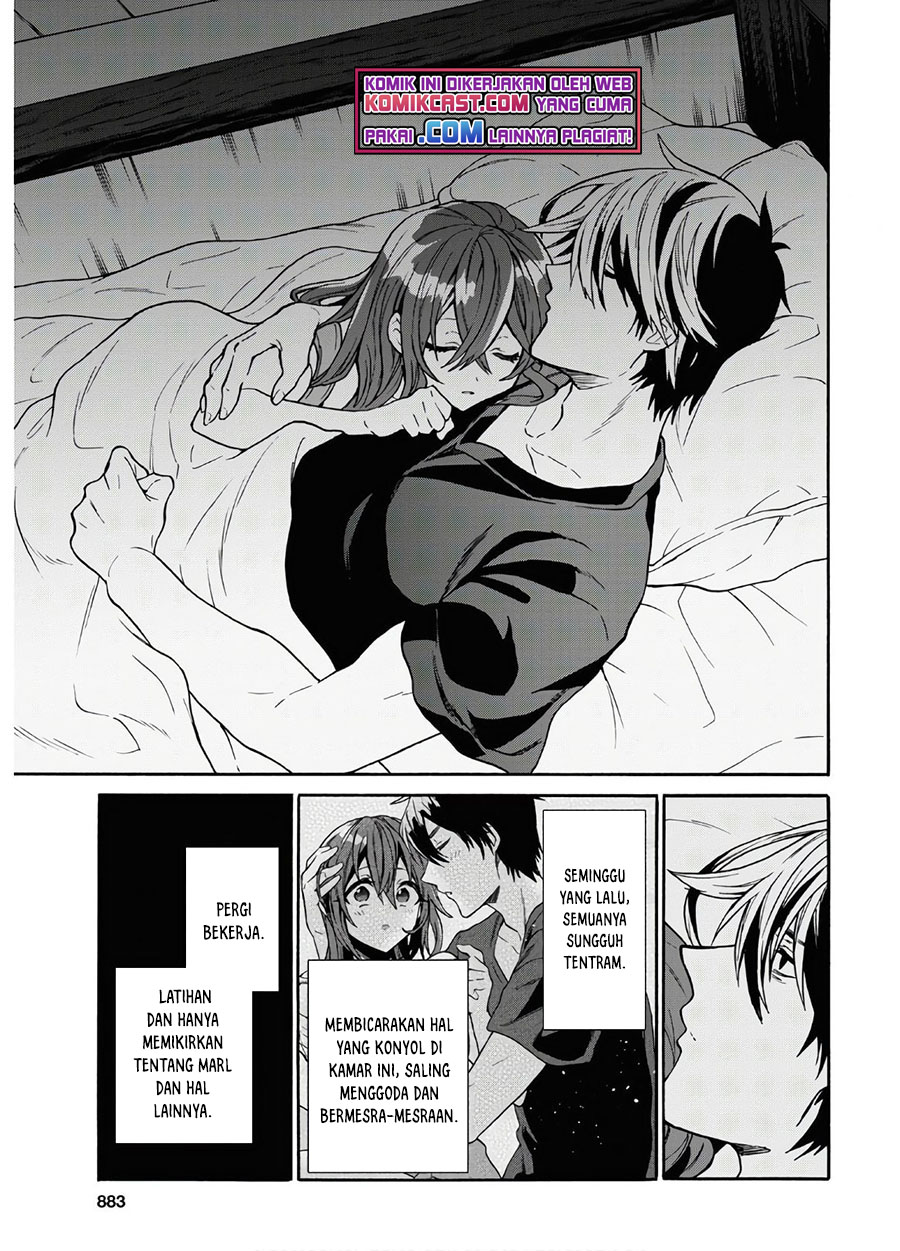 KOMIK INI DIKERJAKAN OLEH WEB
KOMIKCAST.COM YANG CUMA
PAKAI .COM LAINNYA PLAGIAT!
SEMINGGU
YANG LALU,
SEMUANYA
SUNGGUH
TENTRAM.
MEMBICARAKAN HAL
YANG KONYOL DI
KAMAR INI, SALING
MENGGODA DAN
BERMESRA-MESRAAN.
PERGI
BEKERJA.
LATIHAN
DAN HANYA
MEMIKIRKAN
TENTANG MARL
DAN HAL
LAINNYA.
883